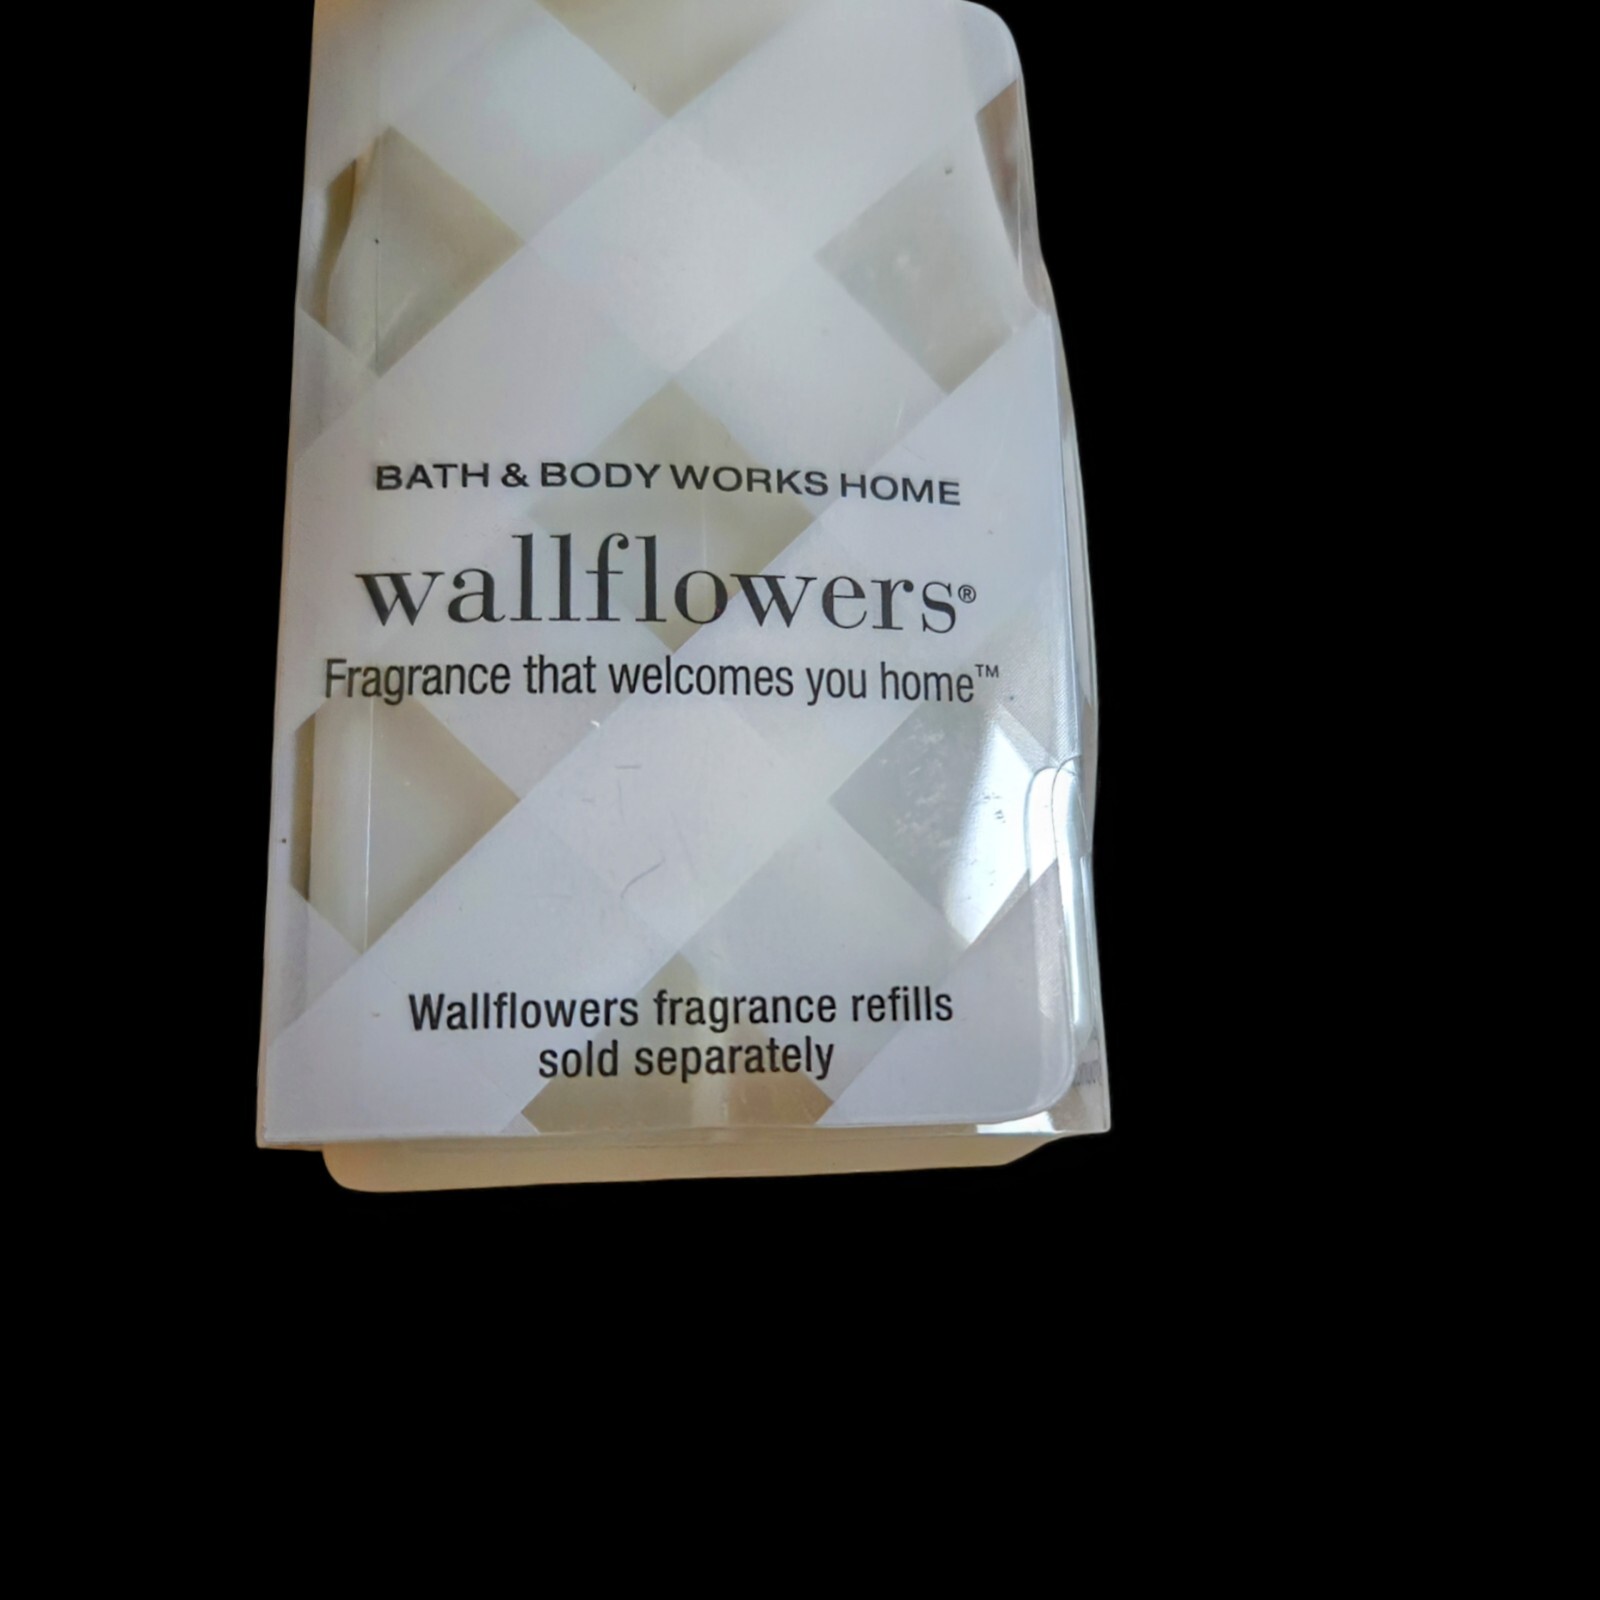 BATH & BODY WORKS HOME
wallflowers®
Fragrance that welcomes you home™
Wallflowers fragrance refills
sold separately